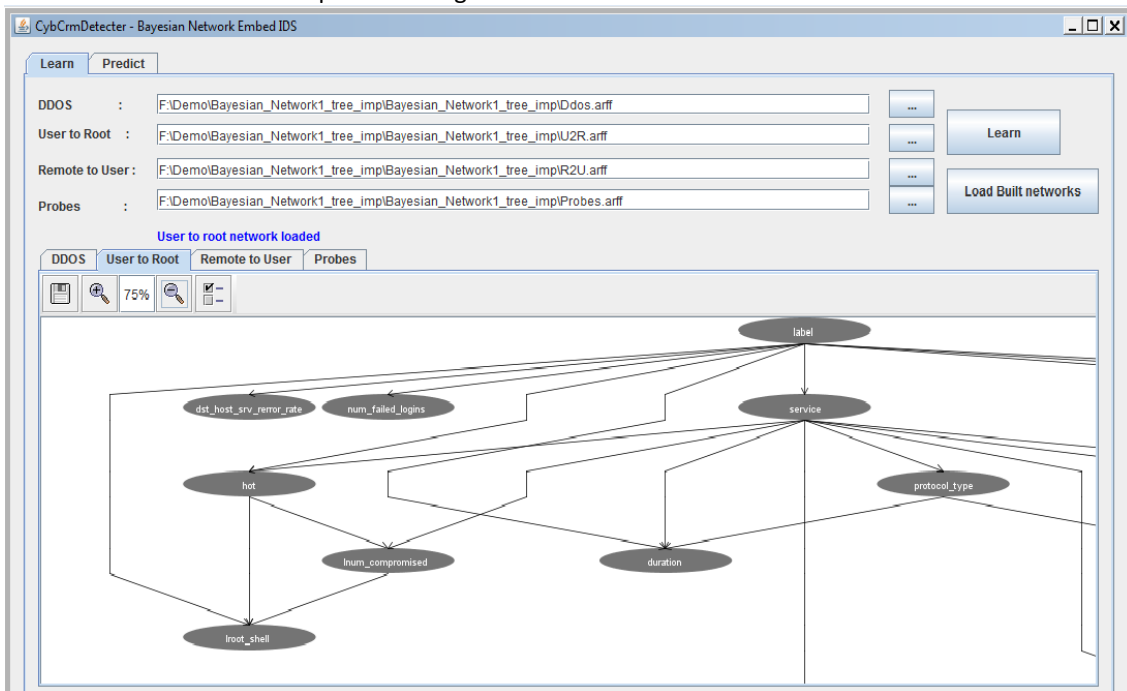 CybCrmDetecter - Bayesian Network Embed IDS
Learn Predict
DDOS : F:\Demo\Bayesian_Network1_tree_imp\Bayesian_Network1_tree_imp\Ddos.arff ...
User to Root : F:\Demo\Bayesian_Network1_tree_imp\Bayesian_Network1_tree_imp\U2R.arff ... Learn
Remote to User : F:\Demo\Bayesian_Network1_tree_imp\Bayesian_Network1_tree_imp\R2U.arff ...
Probes : F:\Demo\Bayesian_Network1_tree_imp\Bayesian_Network1_tree_imp\Probes.arff ... Load Built networks
User to root network loaded
DDOS User to Root Remote to User Probes
75%
label
dst_host_srv_rerror_rate num_failed_logins service
hot protocol_type
lnum_compromised duration
lroot_shell